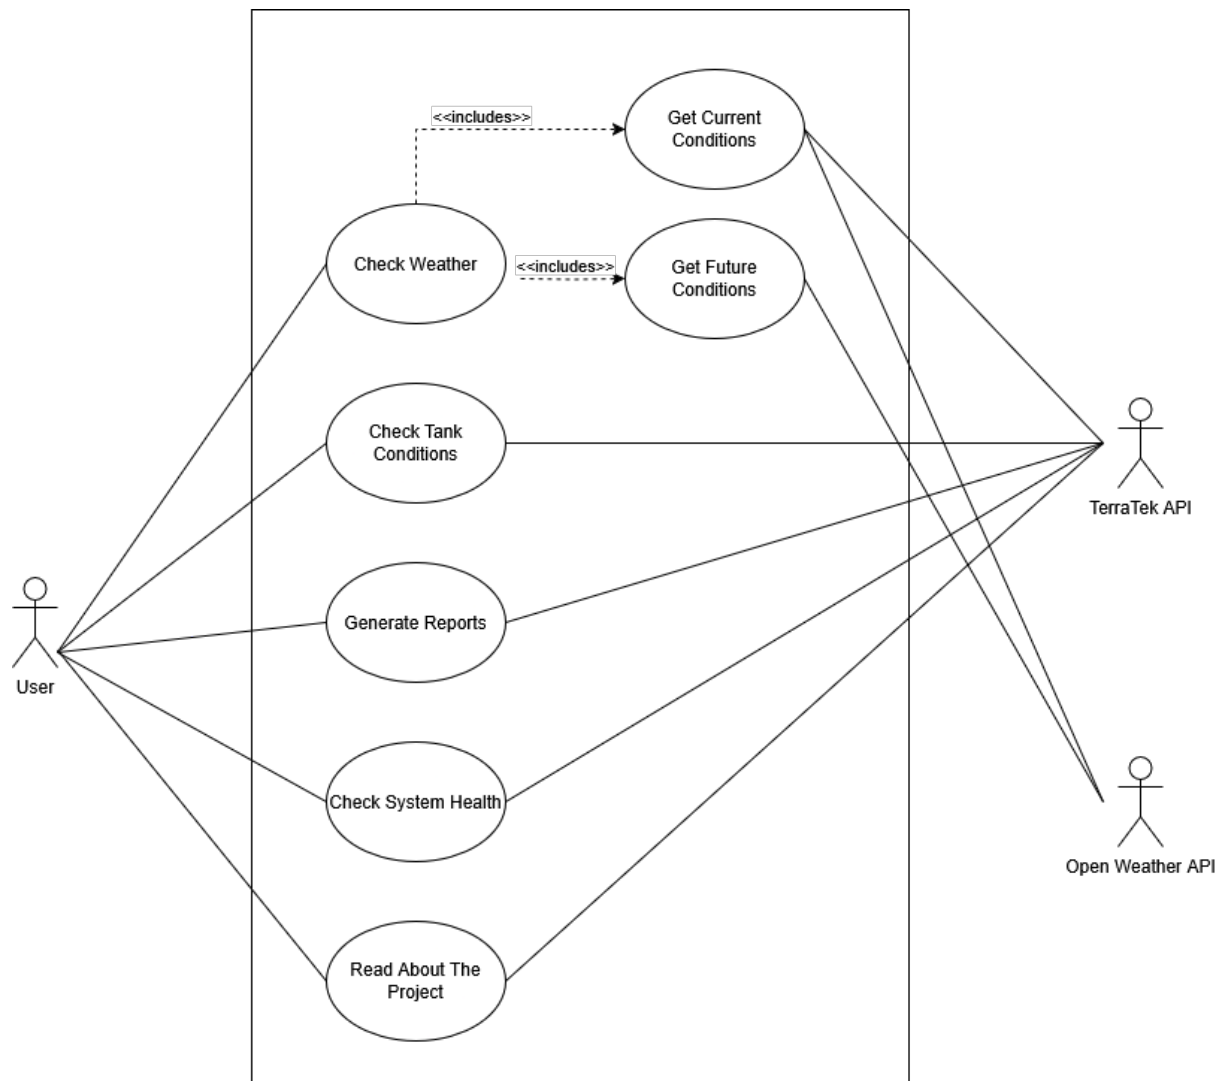 <<includes>>
Get Current
Conditions
Check Weather
<<includes>>
Get Future
Conditions
Check Tank
Conditions
TerraTek API
Generate Reports
User
Check System Health
Open Weather API
Read About The
Project